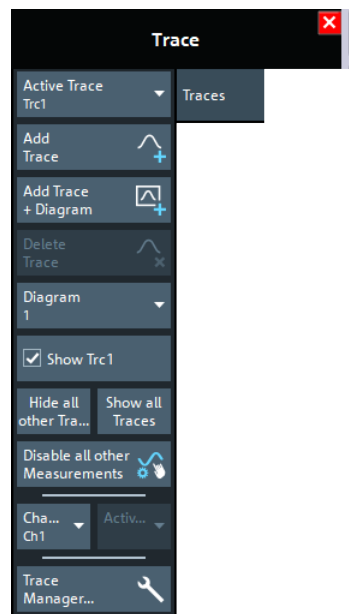 Trace
Active Trace
Trc1
Traces
Add
Trace
Add Trace
+ Diagram
Delete
Trace
Diagram
1
Show Trc1
Hide all
other Tra...
Show all
Traces
Disable all other
Measurements
Cha...
Ch1
Activ...
Trace
Manager...